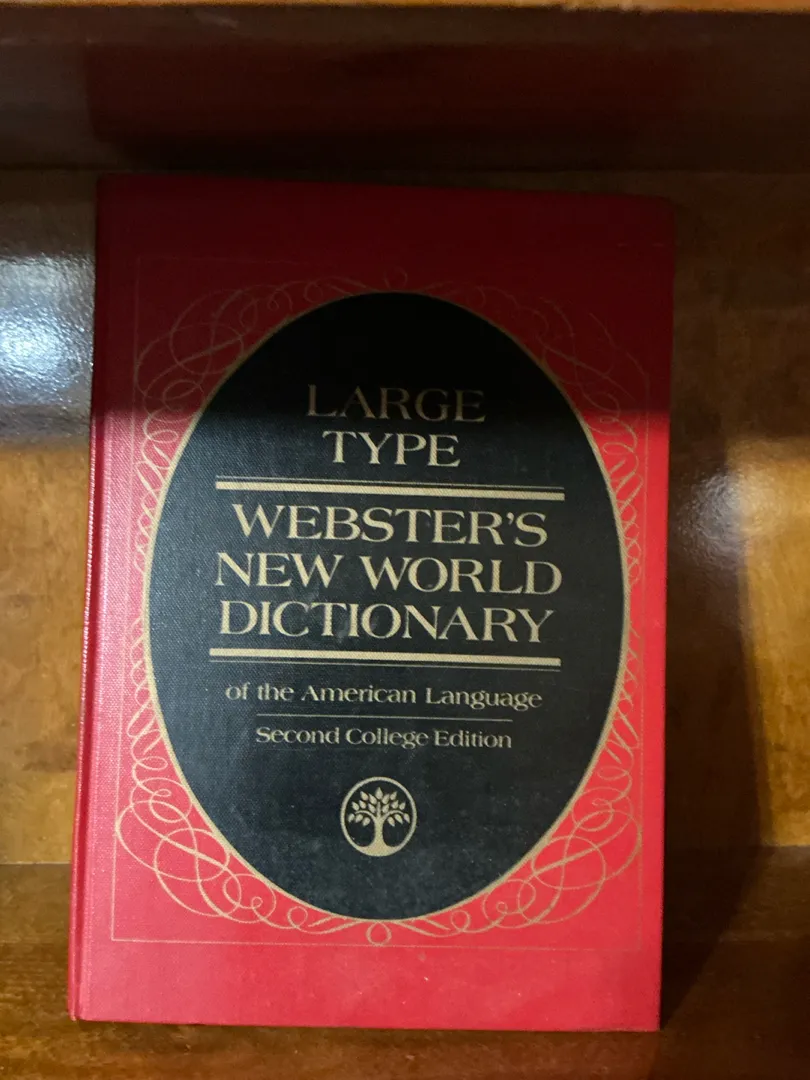 LARGE
TYPE
WEBSTER'S
NEW WORLD
DICTIONARY
of the American Language
Second College Edition